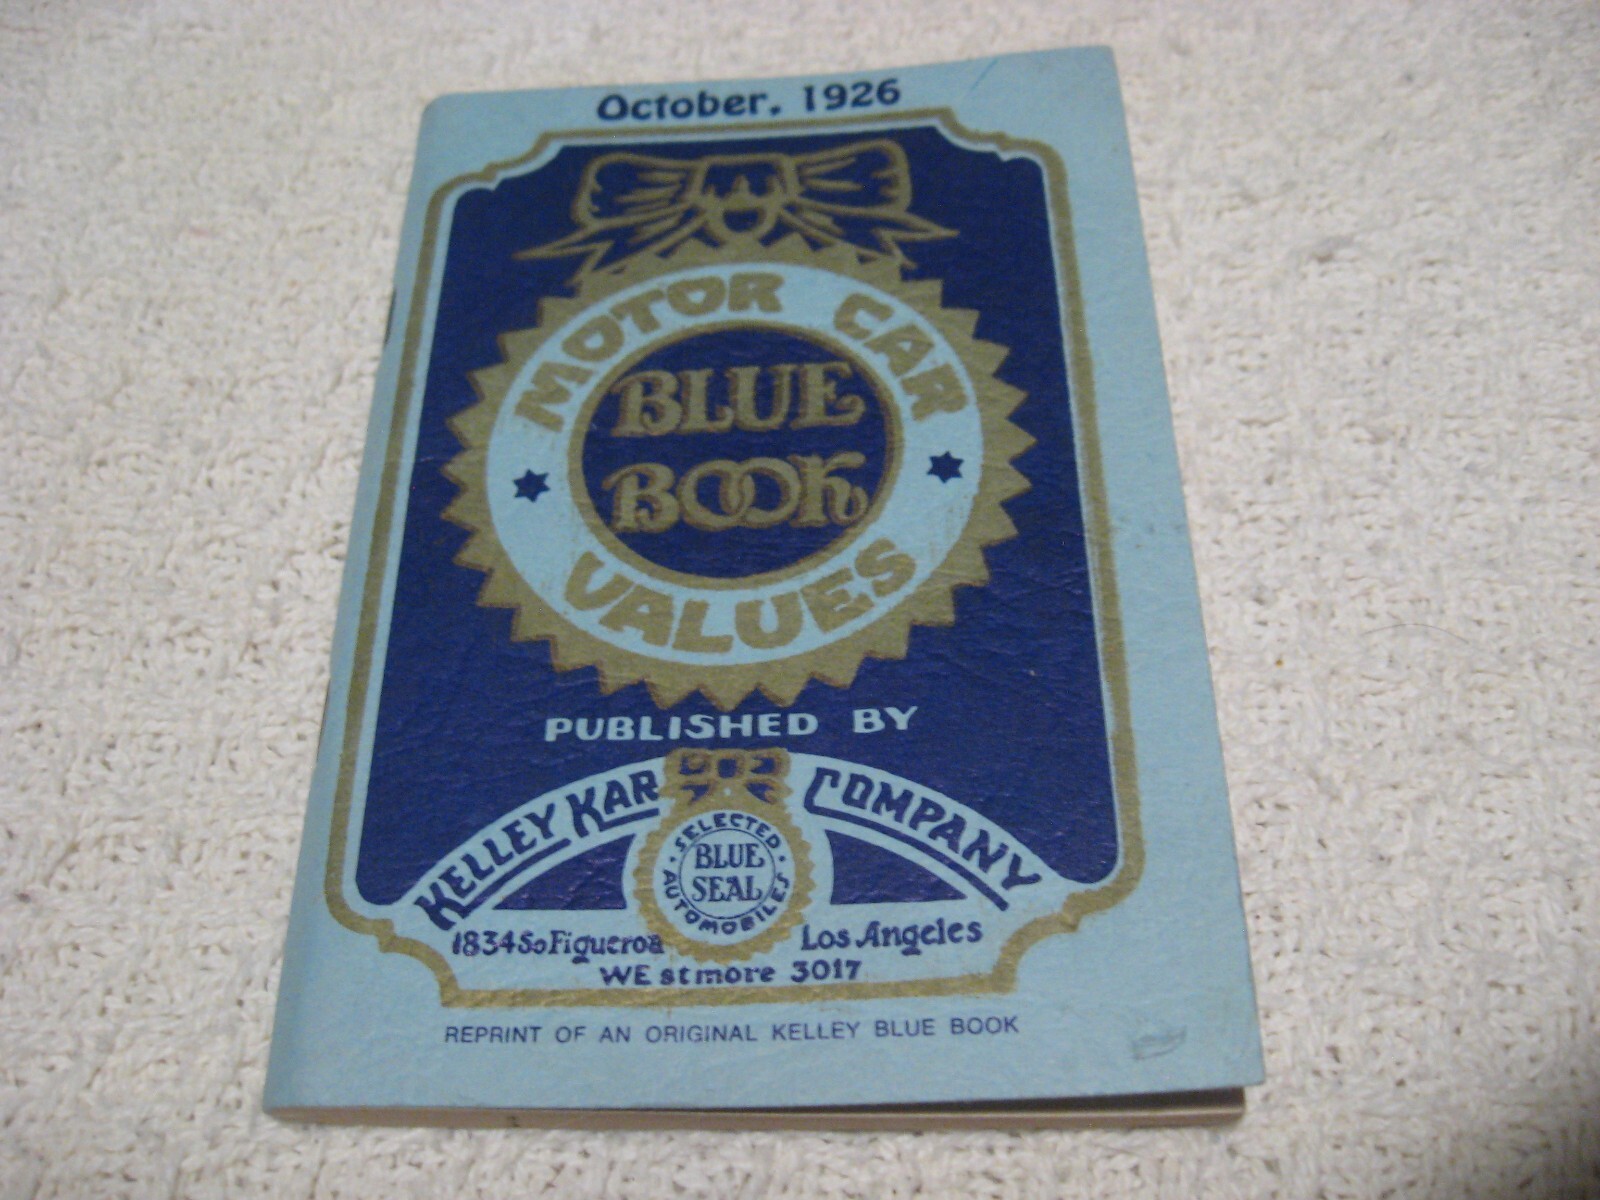 October, 1926
MOTOR CAR
BLUE
BOOK
VALUES
PUBLISHED BY
KELLEY KAR COMPANY
SELECTED
BLUE
SEAL
AUTOMOBILES
1834 So Figueroa Los Angeles
WEstmore 3017
REPRINT OF AN ORIGINAL KELLEY BLUE BOOK